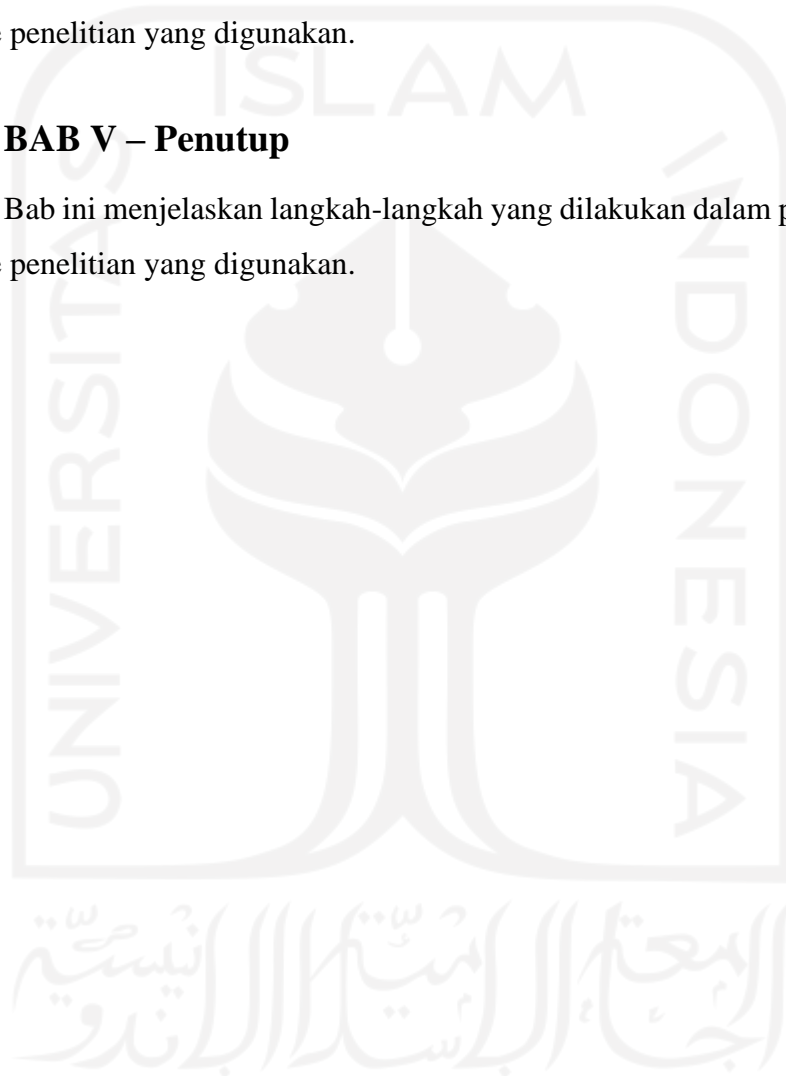 penelitian yang digunakan.
BAB V – Penutup
Bab ini menjelaskan langkah-langkah yang dilakukan dalam
penelitian yang digunakan.
ISLAM
UNIVERSITAS
INDONESIA